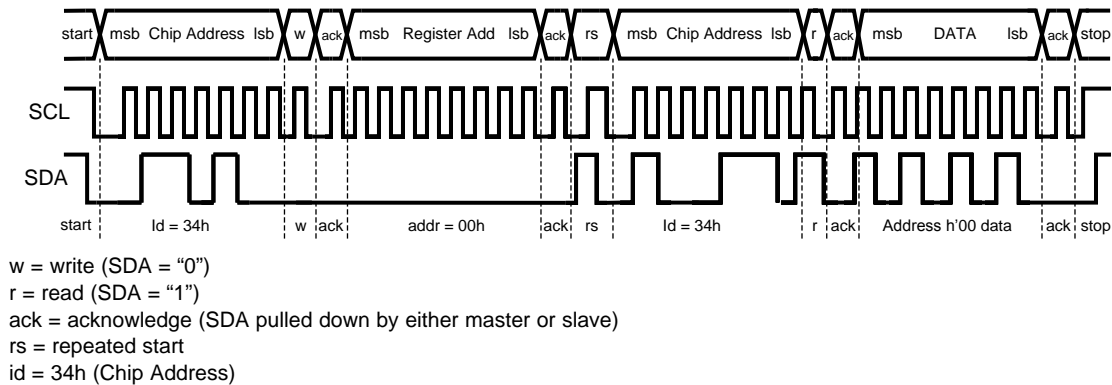 start msb Chip Address lsb w ack msb Register Add lsb ack rs msb Chip Address lsb r ack msb DATA lsb ack stop
SCL
SDA
start Id = 34h w ack addr = 00h ack rs Id = 34h r ack Address h'00 data ack stop
w = write (SDA = “0”)
r = read (SDA = “1”)
ack = acknowledge (SDA pulled down by either master or slave)
rs = repeated start
id = 34h (Chip Address)